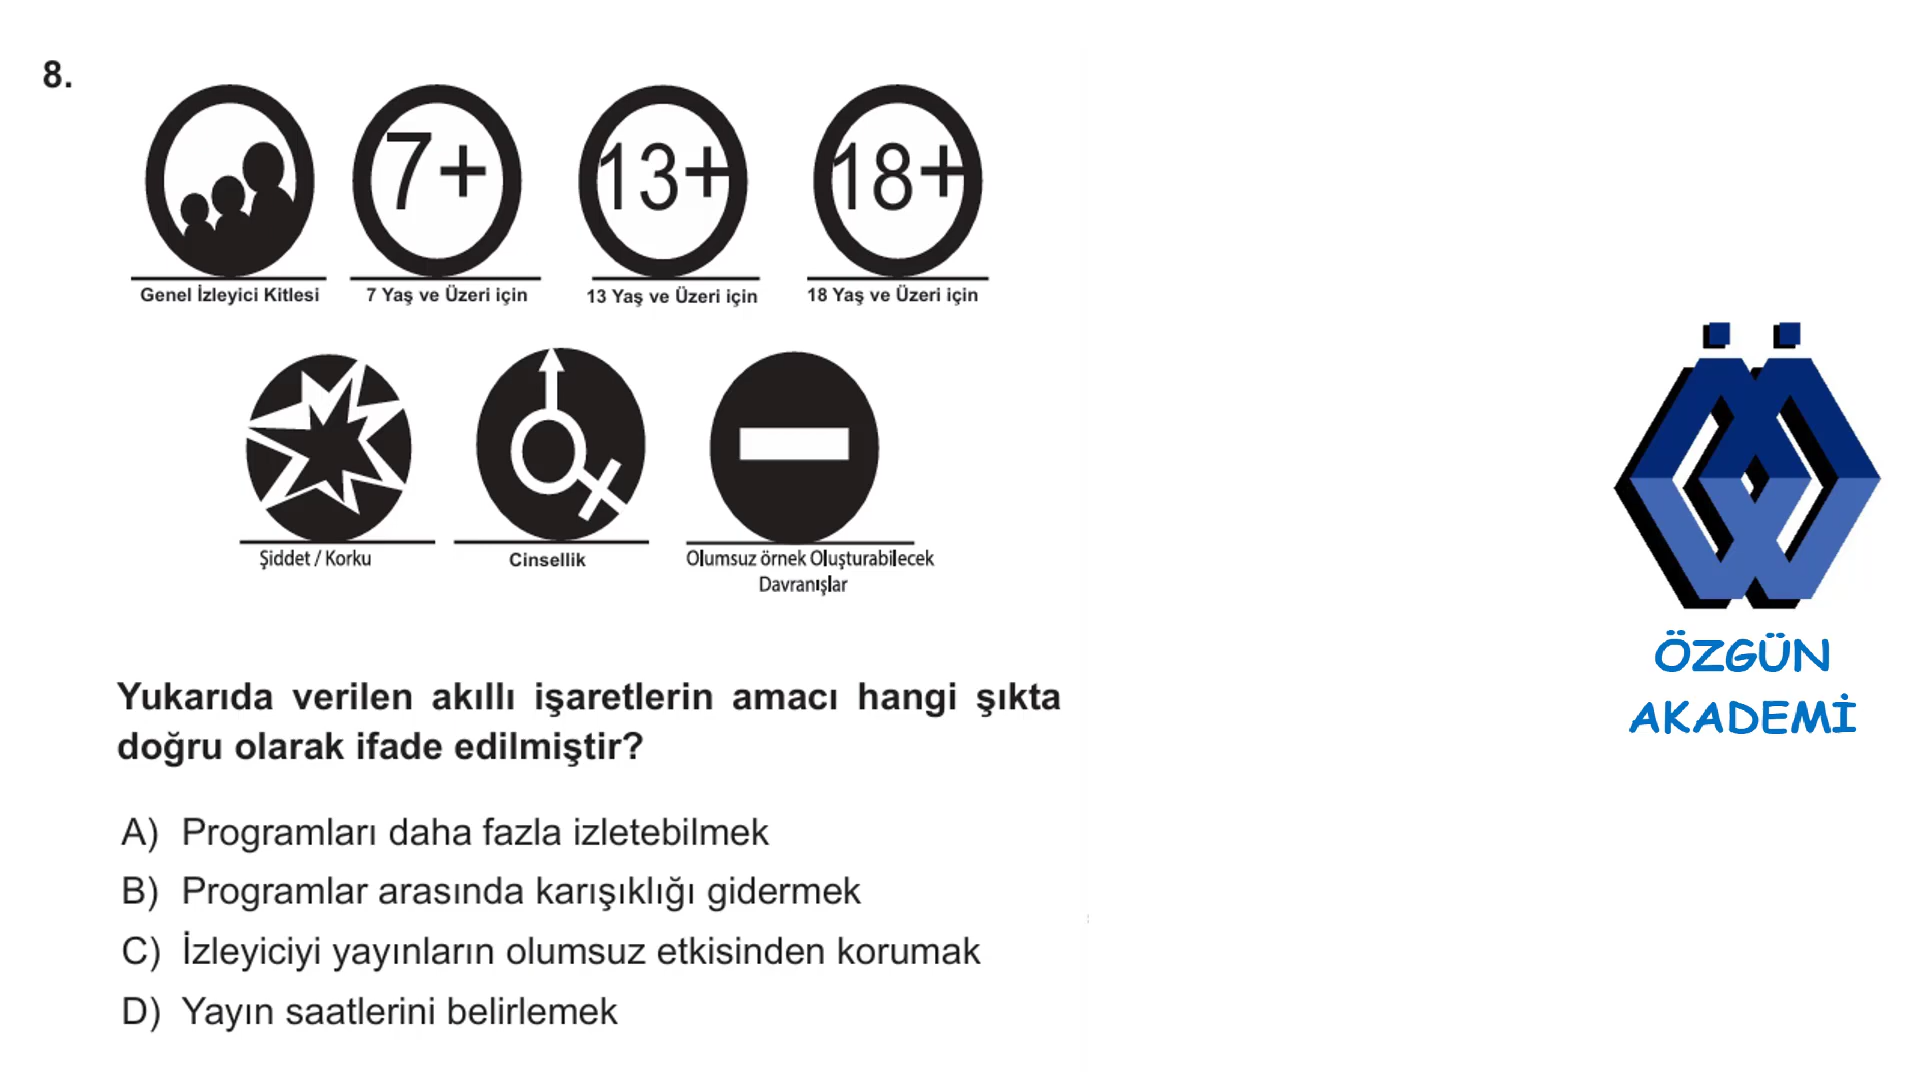 8.
7+ 13+ 18+
Genel İzleyici Kitlesi 7 Yaş ve Üzeri için 13 Yaş ve Üzeri için 18 Yaş ve Üzeri için
Şiddet / Korku Cinsellik Olumsuz örnek Oluşturabilecek
Davranışlar
Yukarıda verilen akıllı işaretlerin amacı hangi şıkta
doğru olarak ifade edilmiştir?
A) Programları daha fazla izletebilmek
B) Programlar arasında karışıklığı gidermek
C) İzleyiciyi yayınların olumsuz etkisinden korumak
D) Yayın saatlerini belirlemek
ÖZGÜN
AKADEMİ